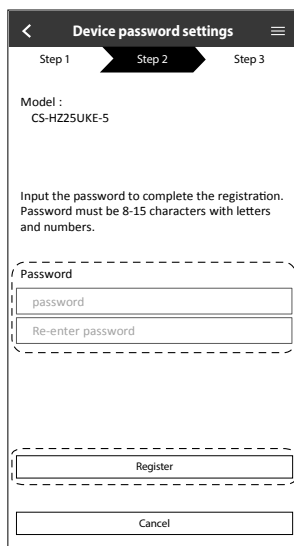 Device password settings
Step 1 Step 2 Step 3
Model :
CS-HZ25UKE-5
Input the password to complete the registration.
Password must be 8-15 characters with letters
and numbers.
Password
password
Re-enter password
Register
Cancel